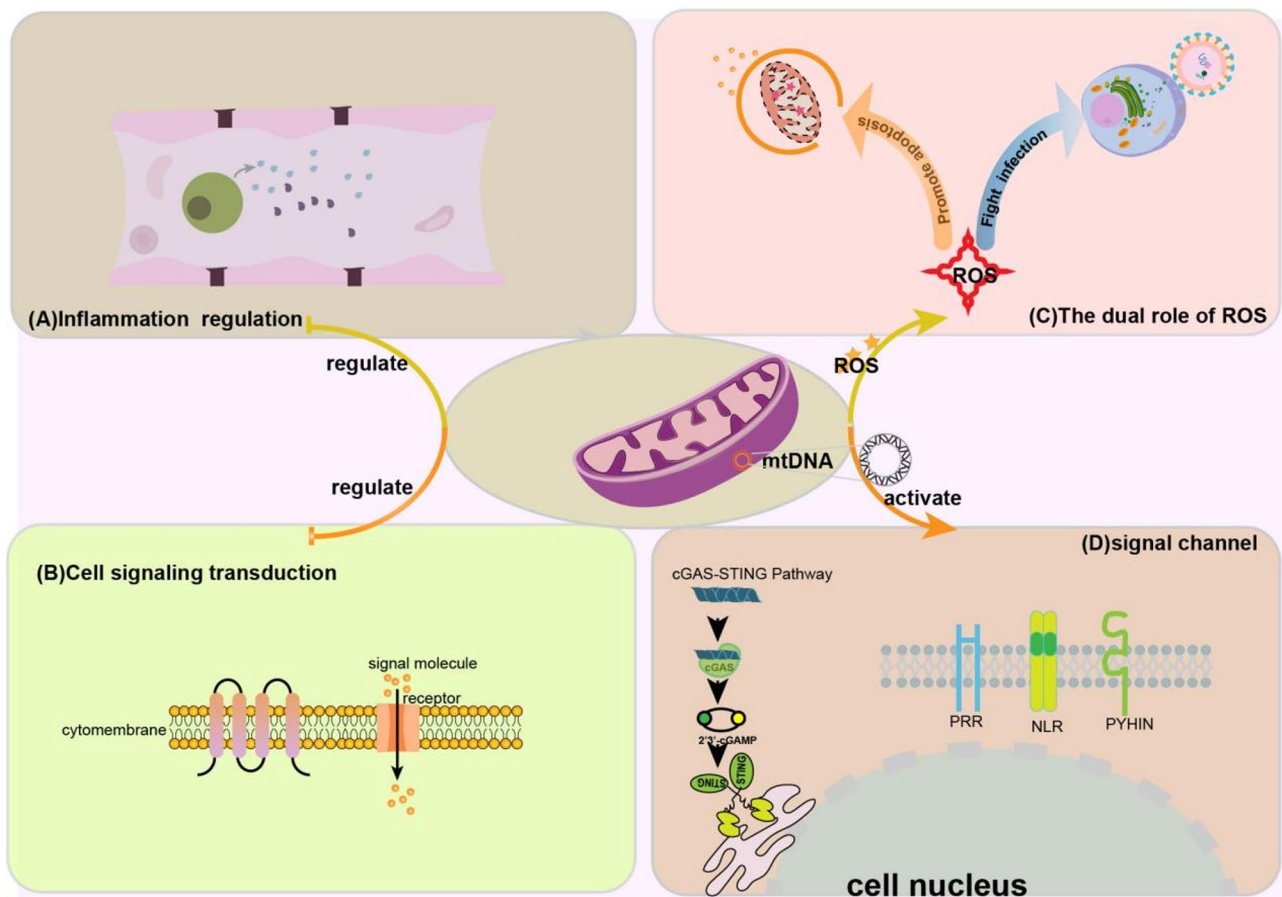 Promote apoptosis
Fight infection
ROS
(A)Inflammation regulation
(C)The dual role of ROS
regulate
ROS
mtDNA
regulate
activate
(B)Cell signaling transduction
signal molecule
receptor
cytomembrane
(D)signal channel
cGAS-STING Pathway
cGAS
2'3'-cGAMP
STING
STING
PRR
NLR
PYHIN
cell nucleus